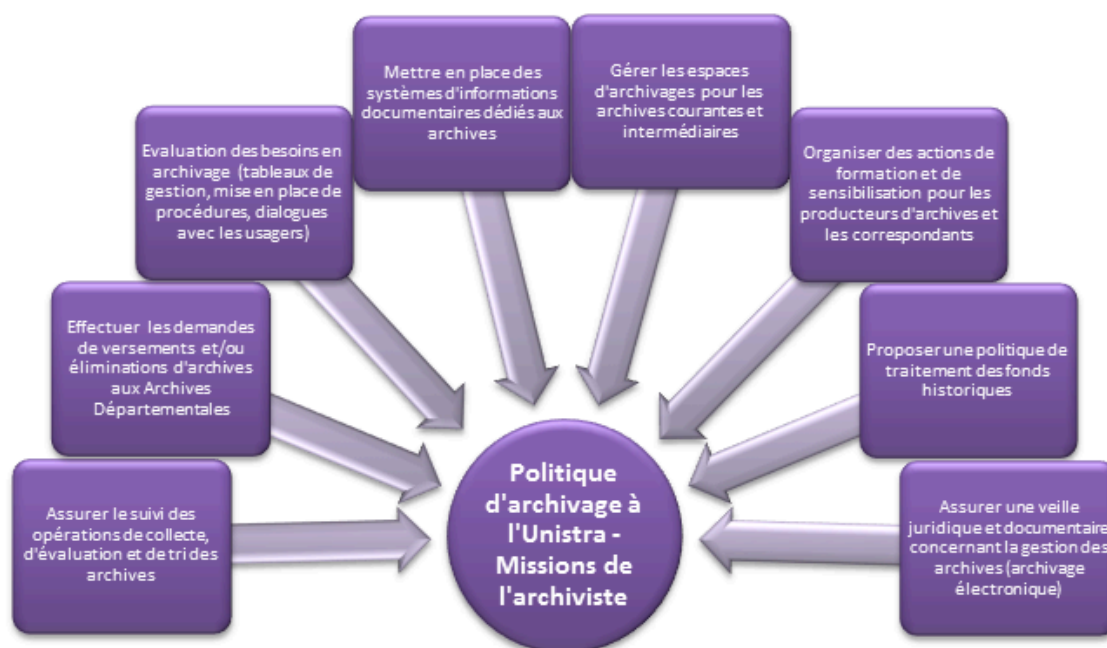 Assurer le suivi des
opérations de collecte,
d'évaluation et de tri des
archives
Effectuer les demandes
de versements et/ou
éliminations d'archives
aux Archives
Départementales
Evaluation des besoins en
archivage (tableaux de
gestion, mise en place de
procédures, dialogues
avec les usagers)
Mettre en place des
systèmes d'informations
documentaires dédiés aux
archives
Gérer les espaces
d'archivages pour les
archives courantes et
intermédiaires
Organiser des actions de
formation et de
sensibilisation pour les
producteurs d'archives et
les correspondants
Proposer une politique de
traitement des fonds
historiques
Assurer une veille
juridique et documentaire
concernant la gestion des
archives (archivage
électronique)
Politique
d'archivage à
l'Unistra -
Missions de
l'archiviste